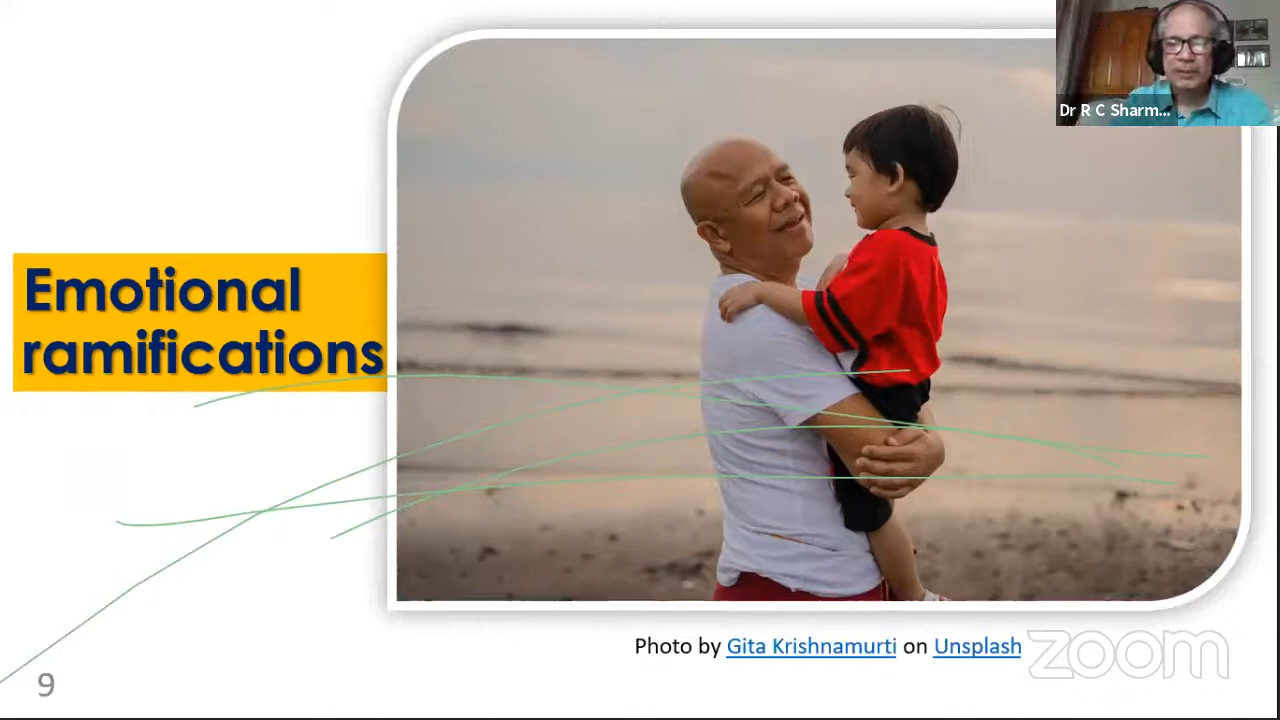 Dr R C Sharm...
Emotional
ramifications
Photo by Gita Krishnamurti on Unsplash
zoom
9